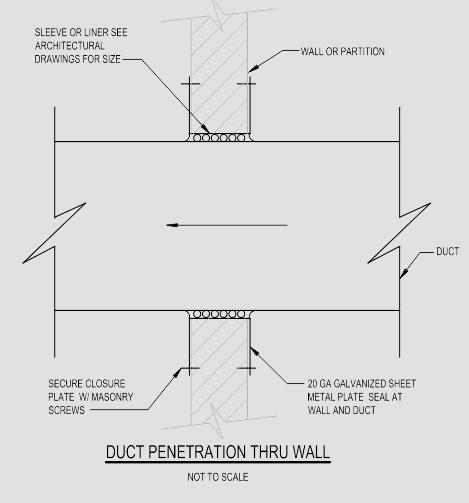 SLEEVE OR LINER SEE
ARCHITECTURAL
DRAWINGS FOR SIZE
WALL OR PARTITION
DUCT
SECURE CLOSURE
PLATE W/ MASONRY
SCREWS
20 GA GALVANIZED SHEET
METAL PLATE SEAL AT
WALL AND DUCT
DUCT PENETRATION THRU WALL
NOT TO SCALE